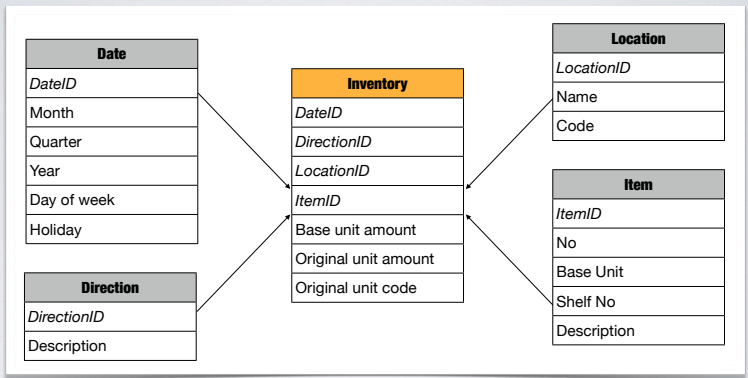 Date
DateID
Month
Quarter
Year
Day of week
Holiday
Direction
DirectionID
Description
Inventory
DateID
DirectionID
LocationID
ItemID
Base unit amount
Original unit amount
Original unit code
Location
LocationID
Name
Code
Item
ItemID
No
Base Unit
Shelf No
Description